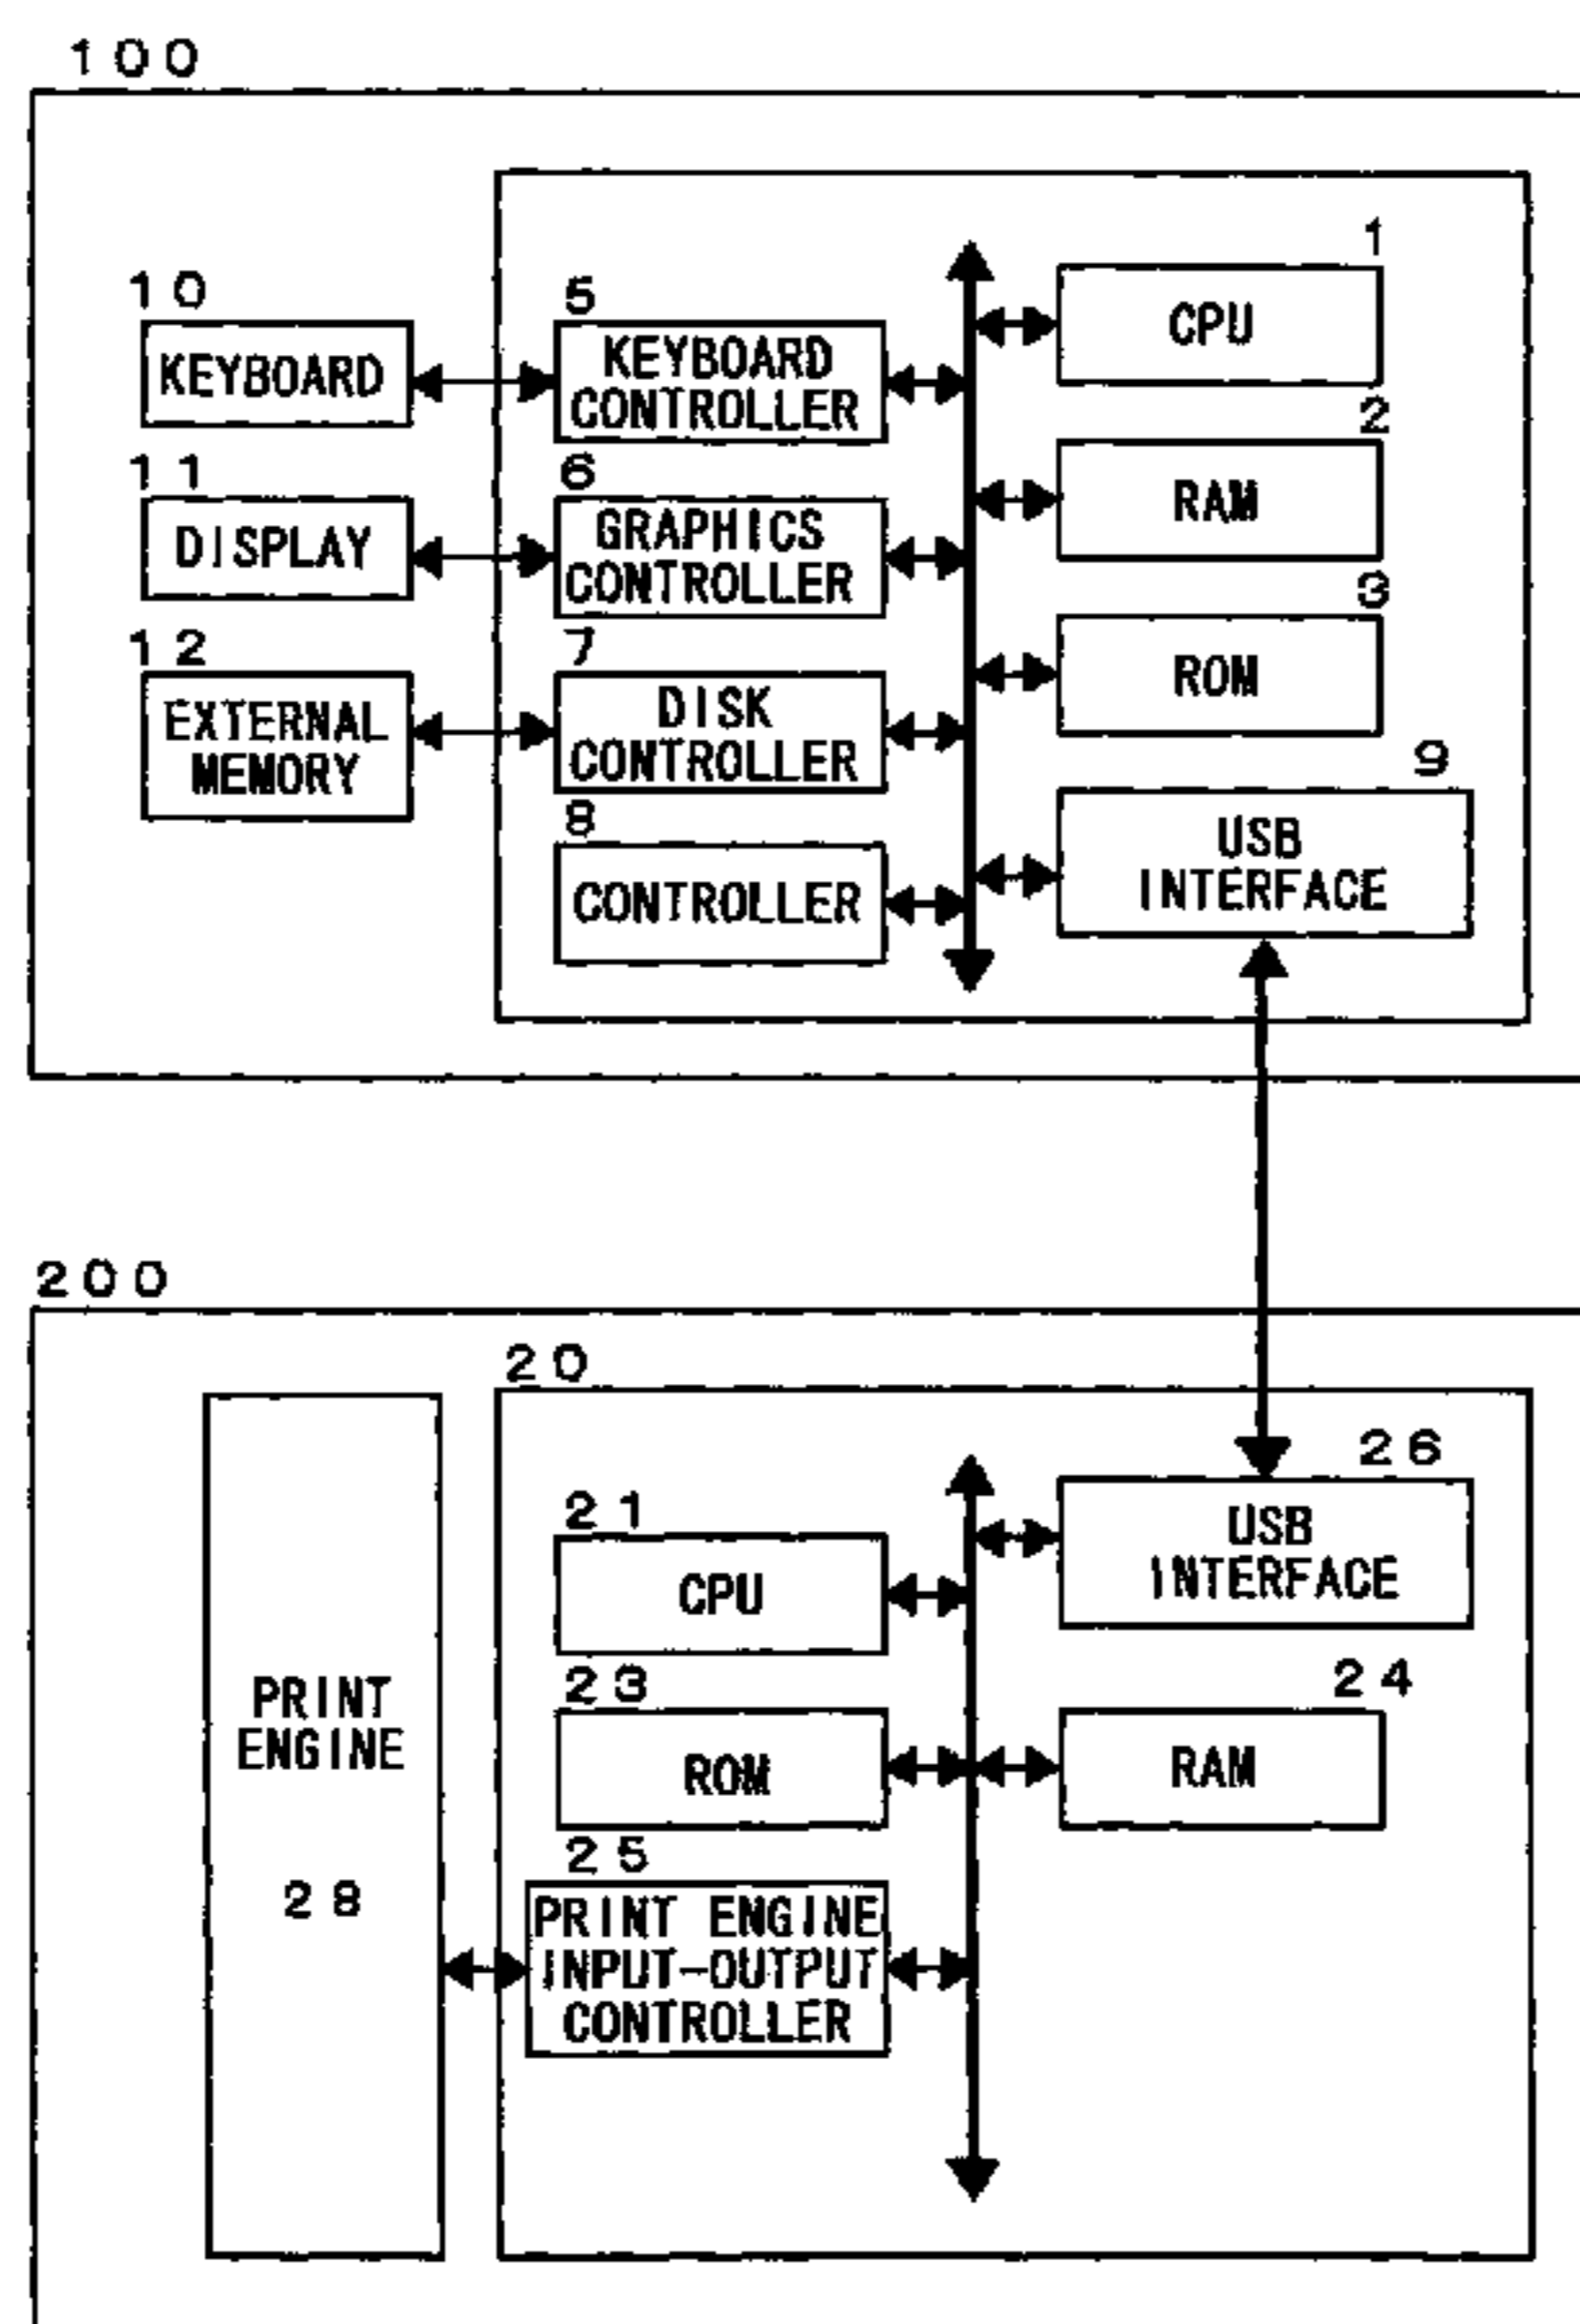 100
10
KEYBOARD
11
DISPLAY
12
EXTERNAL
MEMORY
5
KEYBOARD
CONTROLLER
6
GRAPHICS
CONTROLLER
7
DISK
CONTROLLER
8
CONTROLLER
1
CPU
2
RAM
3
ROM
9
USB
INTERFACE
200
PRINT
ENGINE
28
20
21
CPU
23
ROM
25
PRINT ENGINE
INPUT-OUTPUT
CONTROLLER
26
USB
INTERFACE
24
RAM